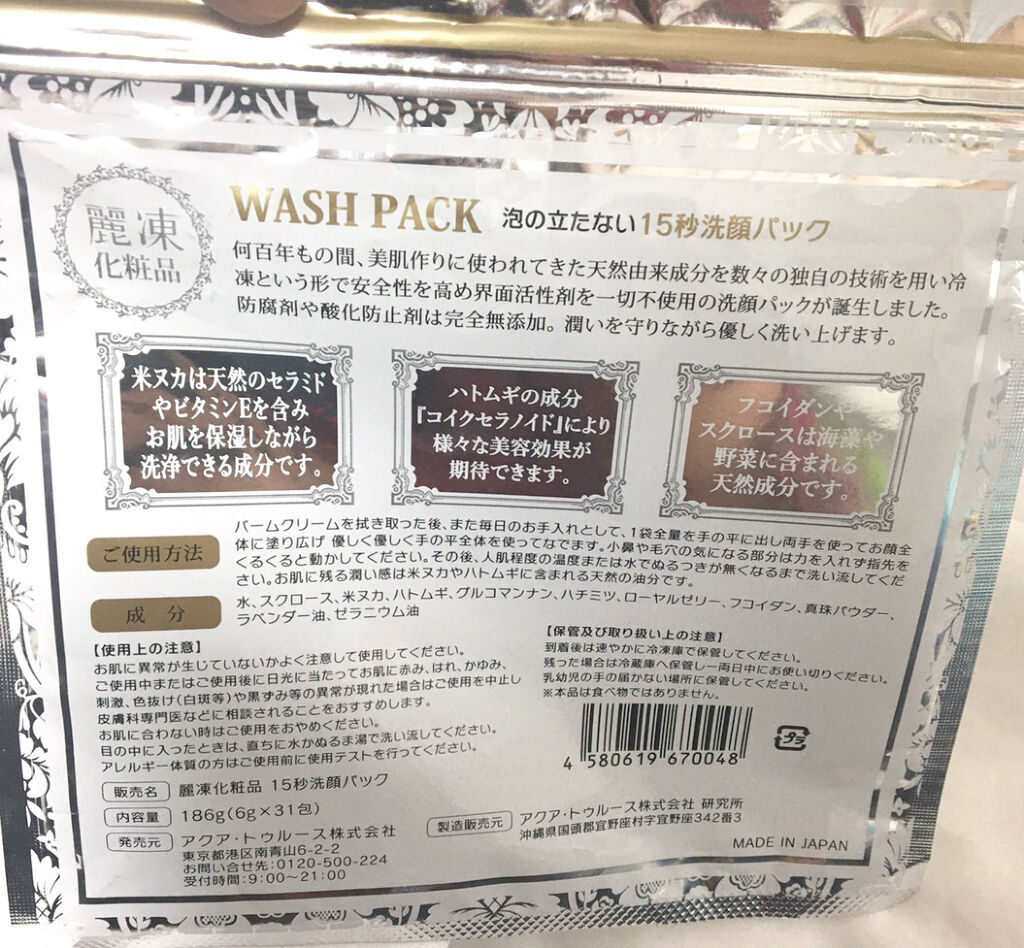 麗凍
化粧品
WASH PACK 泡の立たない15秒洗顔パック
何百年もの間、美肌作りに使われてきた天然由来成分を数々の独自の技術を用い冷
凍という形で安全性を高め界面活性剤を一切不使用の洗顔パックが誕生しました。
防腐剤や酸化防止剤は完全無添加。潤いを守りながら優しく洗い上げます。
米ヌカは天然のセラミド
やビタミンEを含み
お肌を保湿しながら
洗浄できる成分です。
ハトムギの成分
『コイクセラノイド』により
様々な美容効果が
期待できます。
フコイダンや
スクロースは海藻や
野菜に含まれる
天然成分です。
ご使用方法
バームクリームを拭き取った後、また毎日のお手入れとして、1袋全量を手の平に出し両手を使ってお顔全
体に塗り広げ 優しく優しく手の平全体を使ってなでます。小鼻や毛穴の気になる部分は力を入れず指先を
くるくると動かしてください。その後、人肌程度の温度または水でぬるつきが無くなるまで洗い流してくだ
さい。お肌に残る潤い感は米ヌカやハトムギに含まれる天然の油分です。
成分
水、スクロース、米ヌカ、ハトムギ、グルコマンナン、ハチミツ、ローヤルゼリー、フコイダン、真珠パウダー、
ラベンダー油、ゼラニウム油
【使用上の注意】
お肌に異常が生じていないかよく注意して使用してください。
ご使用中またはご使用後に日光に当たってお肌に赤み、はれ、かゆみ、
刺激、色抜け(白斑等)や黒ずみ等の異常が現れた場合はご使用を中止し
皮膚科専門医などに相談されることをおすすめします。
お肌に合わない時はご使用をおやめください。
目の中に入ったときは、直ちに水かぬるま湯で洗い流してください。
アレルギー体質の方はご使用前に使用テストを行ってください。
【保管及び取り扱い上の注意】
到着後は速やかに冷凍庫で保管してください。
残った場合は冷蔵庫へ保管し一両日中にお使い切りください。
乳幼児の手の届かない場所に保管してください。
※本品は食べ物ではありません。
4 580619 670048
プラ
販売名 麗凍化粧品 15秒洗顔パック
内容量 186g(6g×31包)
発売元 アクア・トゥルース株式会社
東京都港区南青山6-2-2
お問い合せ先:0120-500-224
受付時間:9:00〜21:00
製造販売元 アクア・トゥルース株式会社 研究所
沖縄県国頭郡宜野座村字宜野座342番3
MADE IN JAPAN